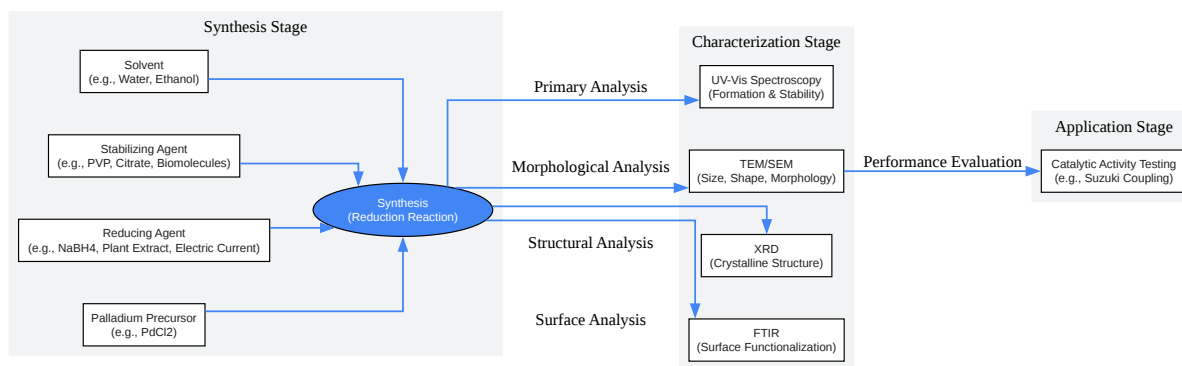 Synthesis Stage
Solvent
(e.g., Water, Ethanol)
Stabilizing Agent
(e.g., PVP, Citrate, Biomolecules)
Reducing Agent
(e.g., NaBH4, Plant Extract, Electric Current)
Palladium Precursor
(e.g., PdCl2)
Synthesis
(Reduction Reaction)
Primary Analysis
Morphological Analysis
Structural Analysis
Surface Analysis
Characterization Stage
UV-Vis Spectroscopy
(Formation & Stability)
TEM/SEM
(Size, Shape, Morphology)
XRD
(Crystalline Structure)
FTIR
(Surface Functionalization)
Performance Evaluation
Application Stage
Catalytic Activity Testing
(e.g., Suzuki Coupling)